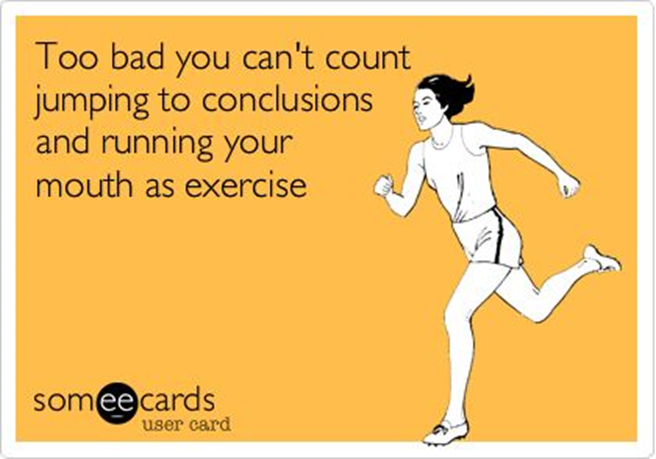 Too bad you can't count
jumping to conclusions
and running your
mouth as exercise
someecards
user card